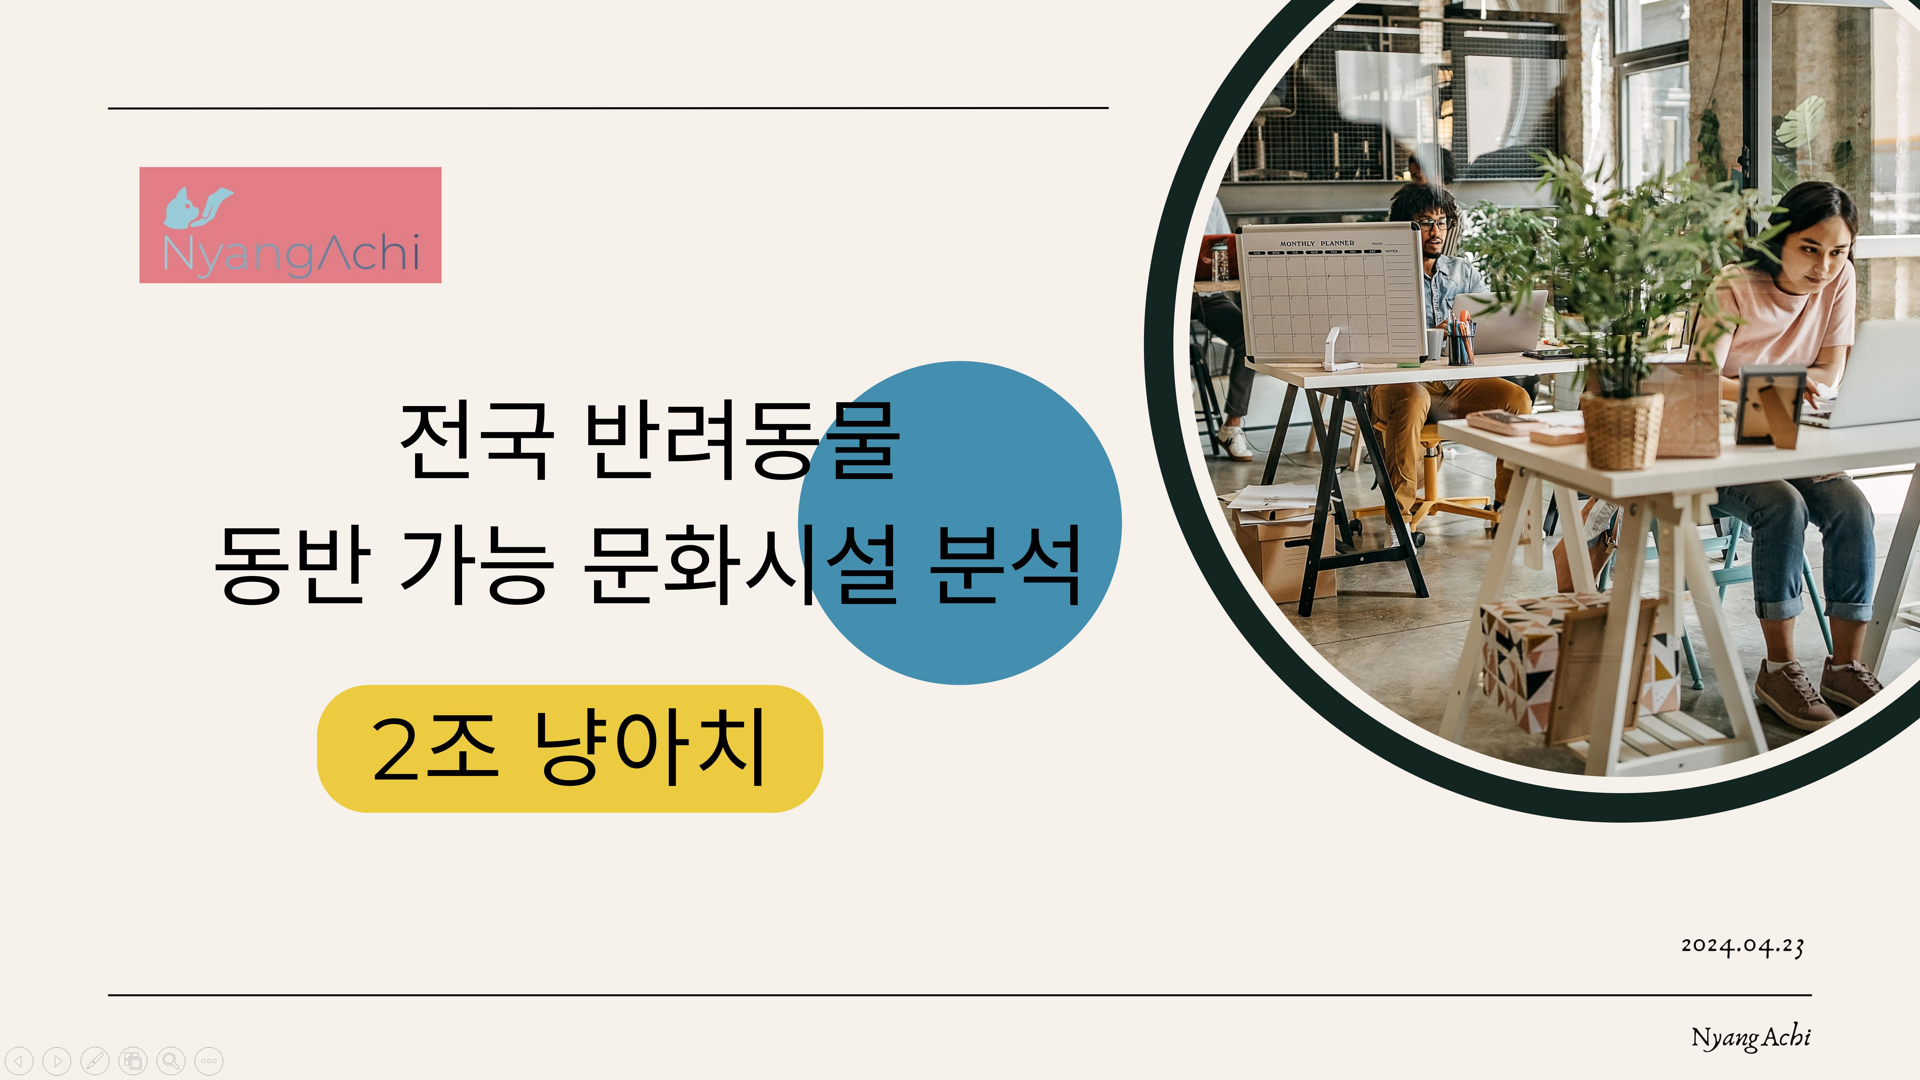 NyangAchi
MONTHLY PLANNER
전국 반려동물
동반 가능 문화시설 분석
2조 냥아치
2024.04.23
NyangAchi